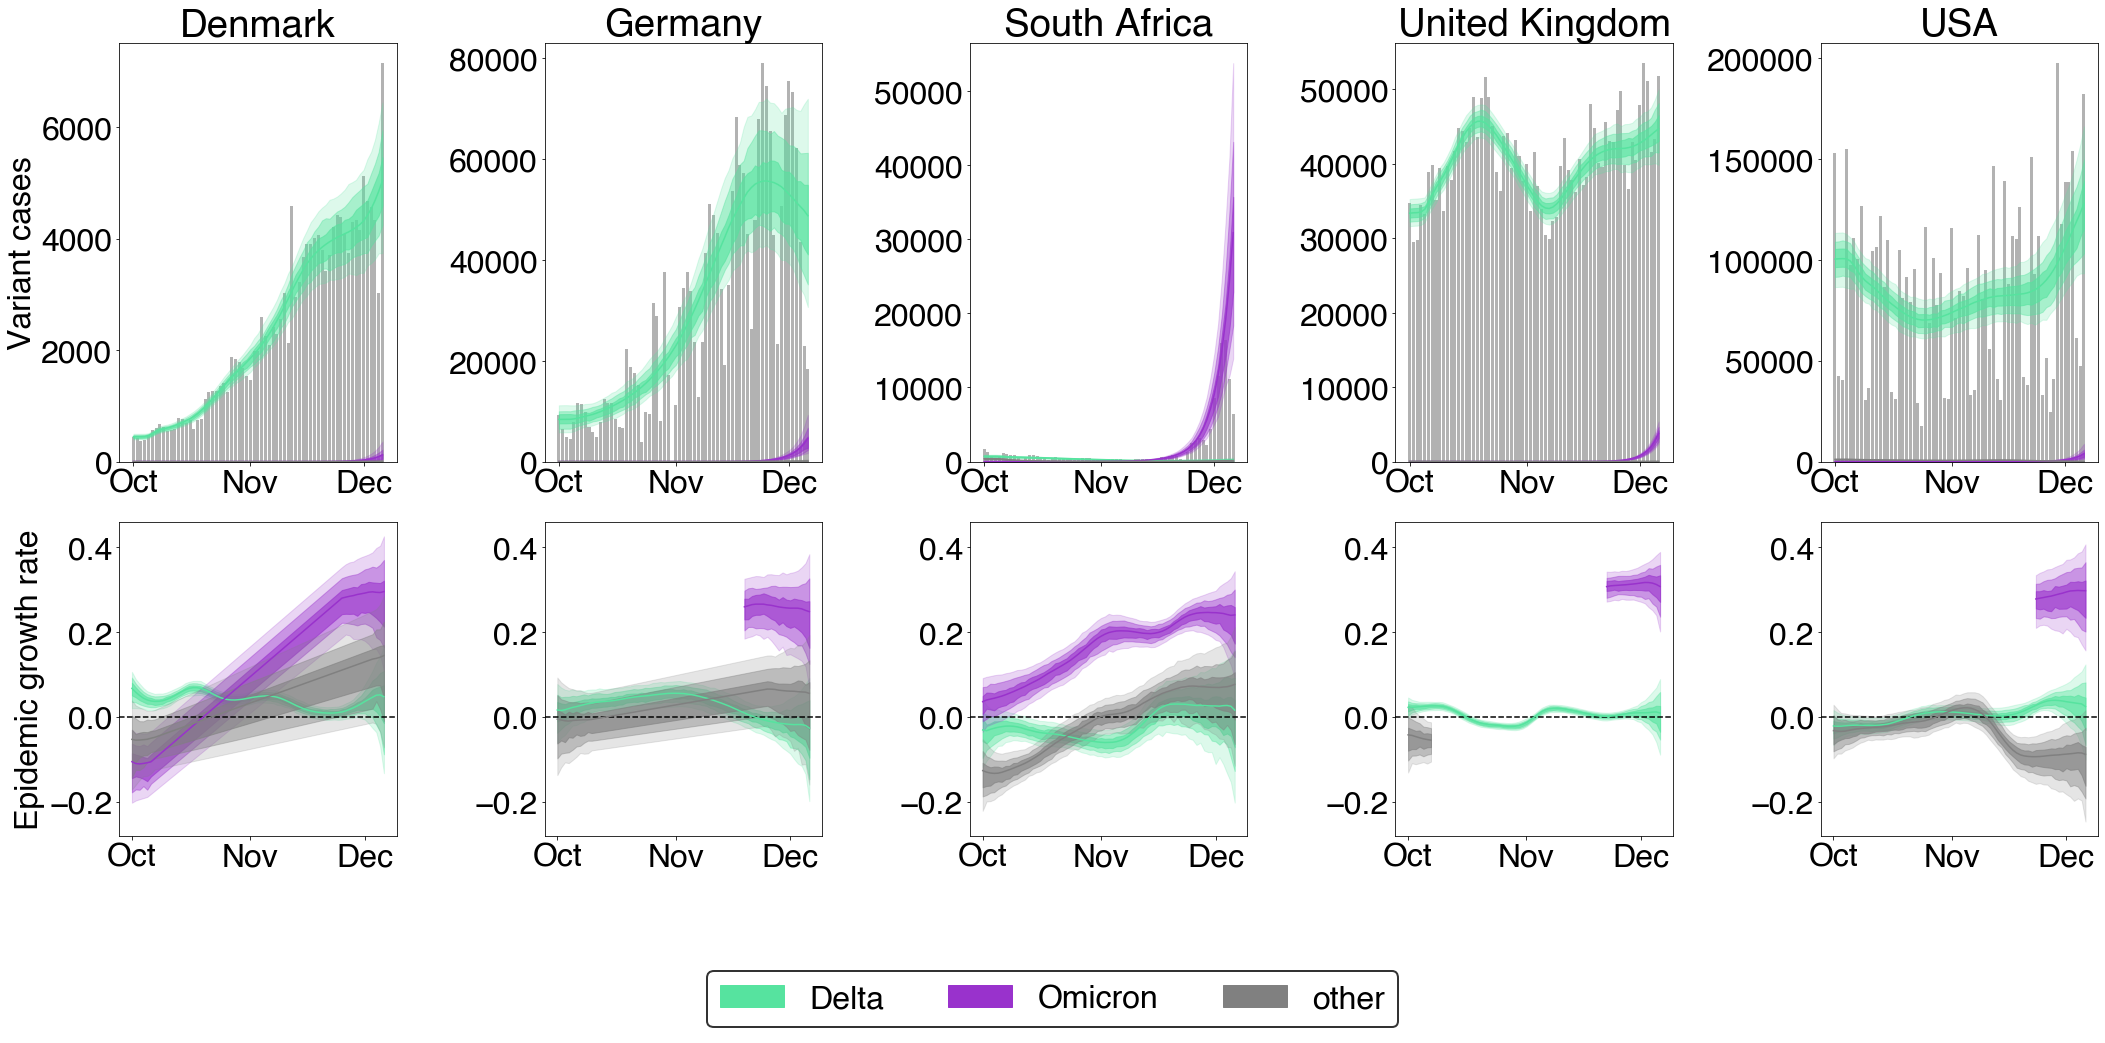 Denmark
Germany
South Africa
United Kingdom
USA
Variant cases
6000
4000
2000
0
80000
60000
40000
20000
0
50000
40000
30000
20000
10000
0
50000
40000
30000
20000
10000
0
200000
150000
100000
50000
0
Oct Nov Dec
Oct Nov Dec
Oct Nov Dec
Oct Nov Dec
Oct Nov Dec
Epidemic growth rate
0.4
0.2
0.0
−0.2
0.4
0.2
0.0
−0.2
0.4
0.2
0.0
−0.2
0.4
0.2
0.0
−0.2
0.4
0.2
0.0
−0.2
Oct Nov Dec
Oct Nov Dec
Oct Nov Dec
Oct Nov Dec
Oct Nov Dec
Delta Omicron other